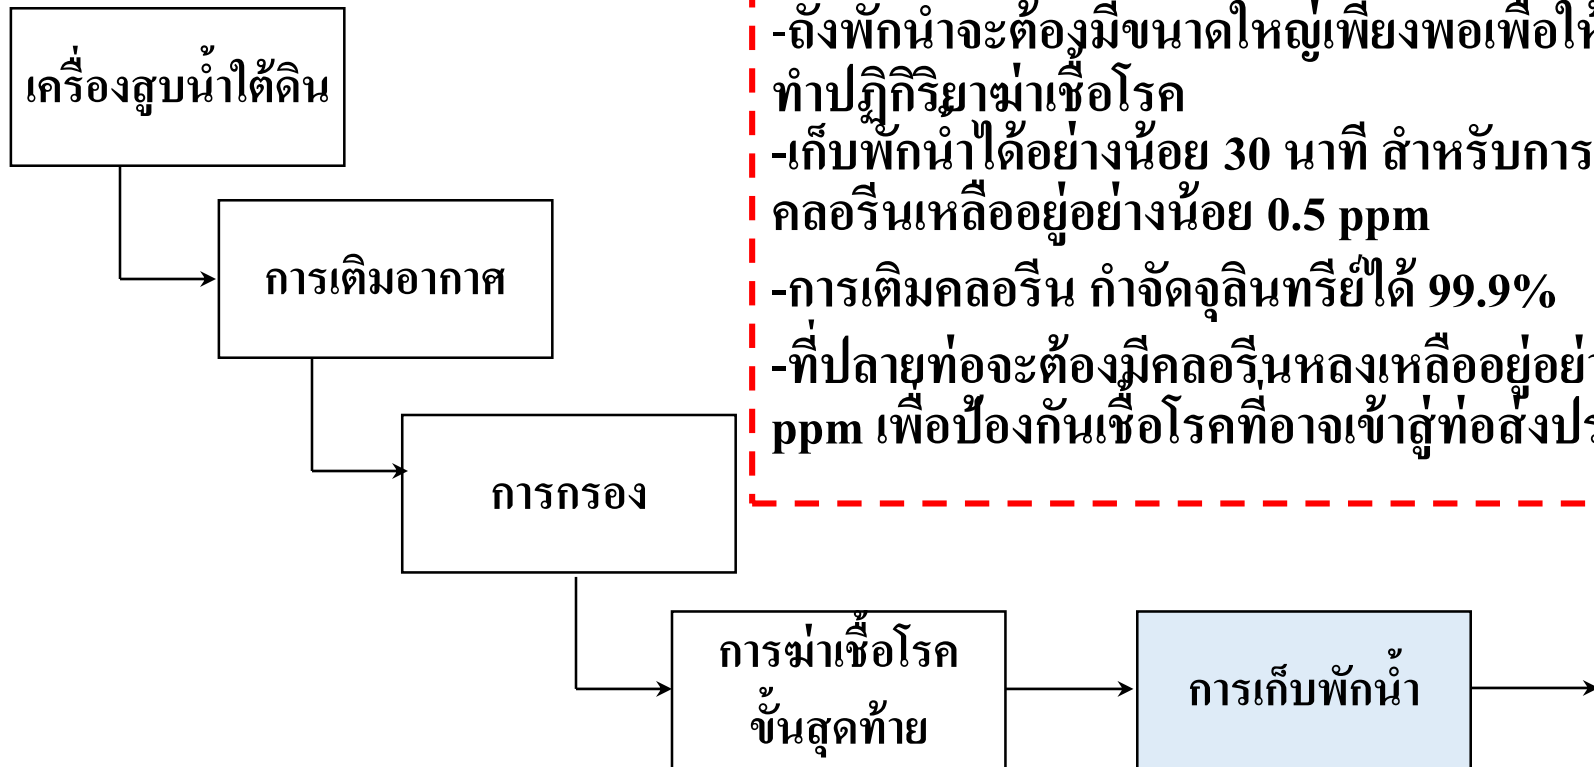 เครื่องสูบน้ำใต้ดิน
การเติมอากาศ
การกรอง
การฆ่าเชื้อโรค
ขั้นสุดท้าย
การเก็บพักน้ำ
-ถังพักน้ำจะต้องมีขนาดใหญ่เพียงพอเพื่อให้
ทำปฏิกิริยาฆ่าเชื้อโรค
-เก็บพักน้ำได้อย่างน้อย 30 นาที สำหรับการ
คลอรีนเหลืออยู่อย่างน้อย 0.5 ppm
-การเติมคลอรีน กำจัดจุลินทรีย์ได้ 99.9%
-ที่ปลายท่อจะต้องมีคลอรีนหลงเหลืออยู่
ppm เพื่อป้องกันเชื้อโรคที่อาจเข้าสู่ท่อส่ง